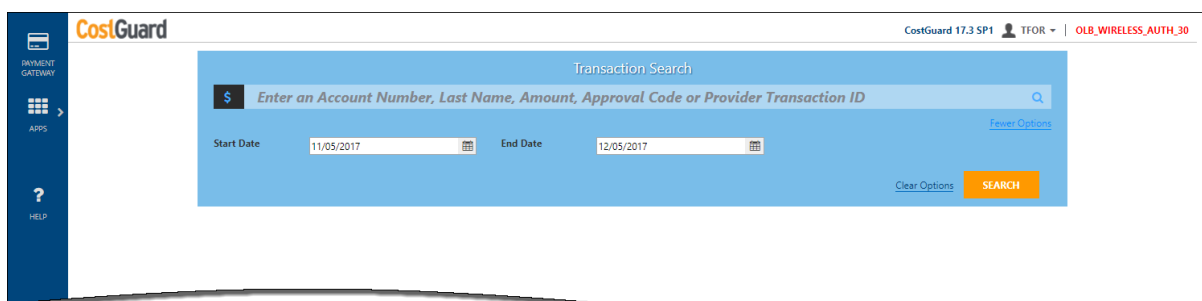 CostGuard
CostGuard 17.3 SP1 TFOR | OLB_WIRELESS_AUTH_30
PAYMENT
GATEWAY
APPS
?
HELP
Transaction Search
$ Enter an Account Number, Last Name, Amount, Approval Code or Provider Transaction ID
Fewer Options
Start Date 11/05/2017 End Date 12/05/2017
Clear Options SEARCH